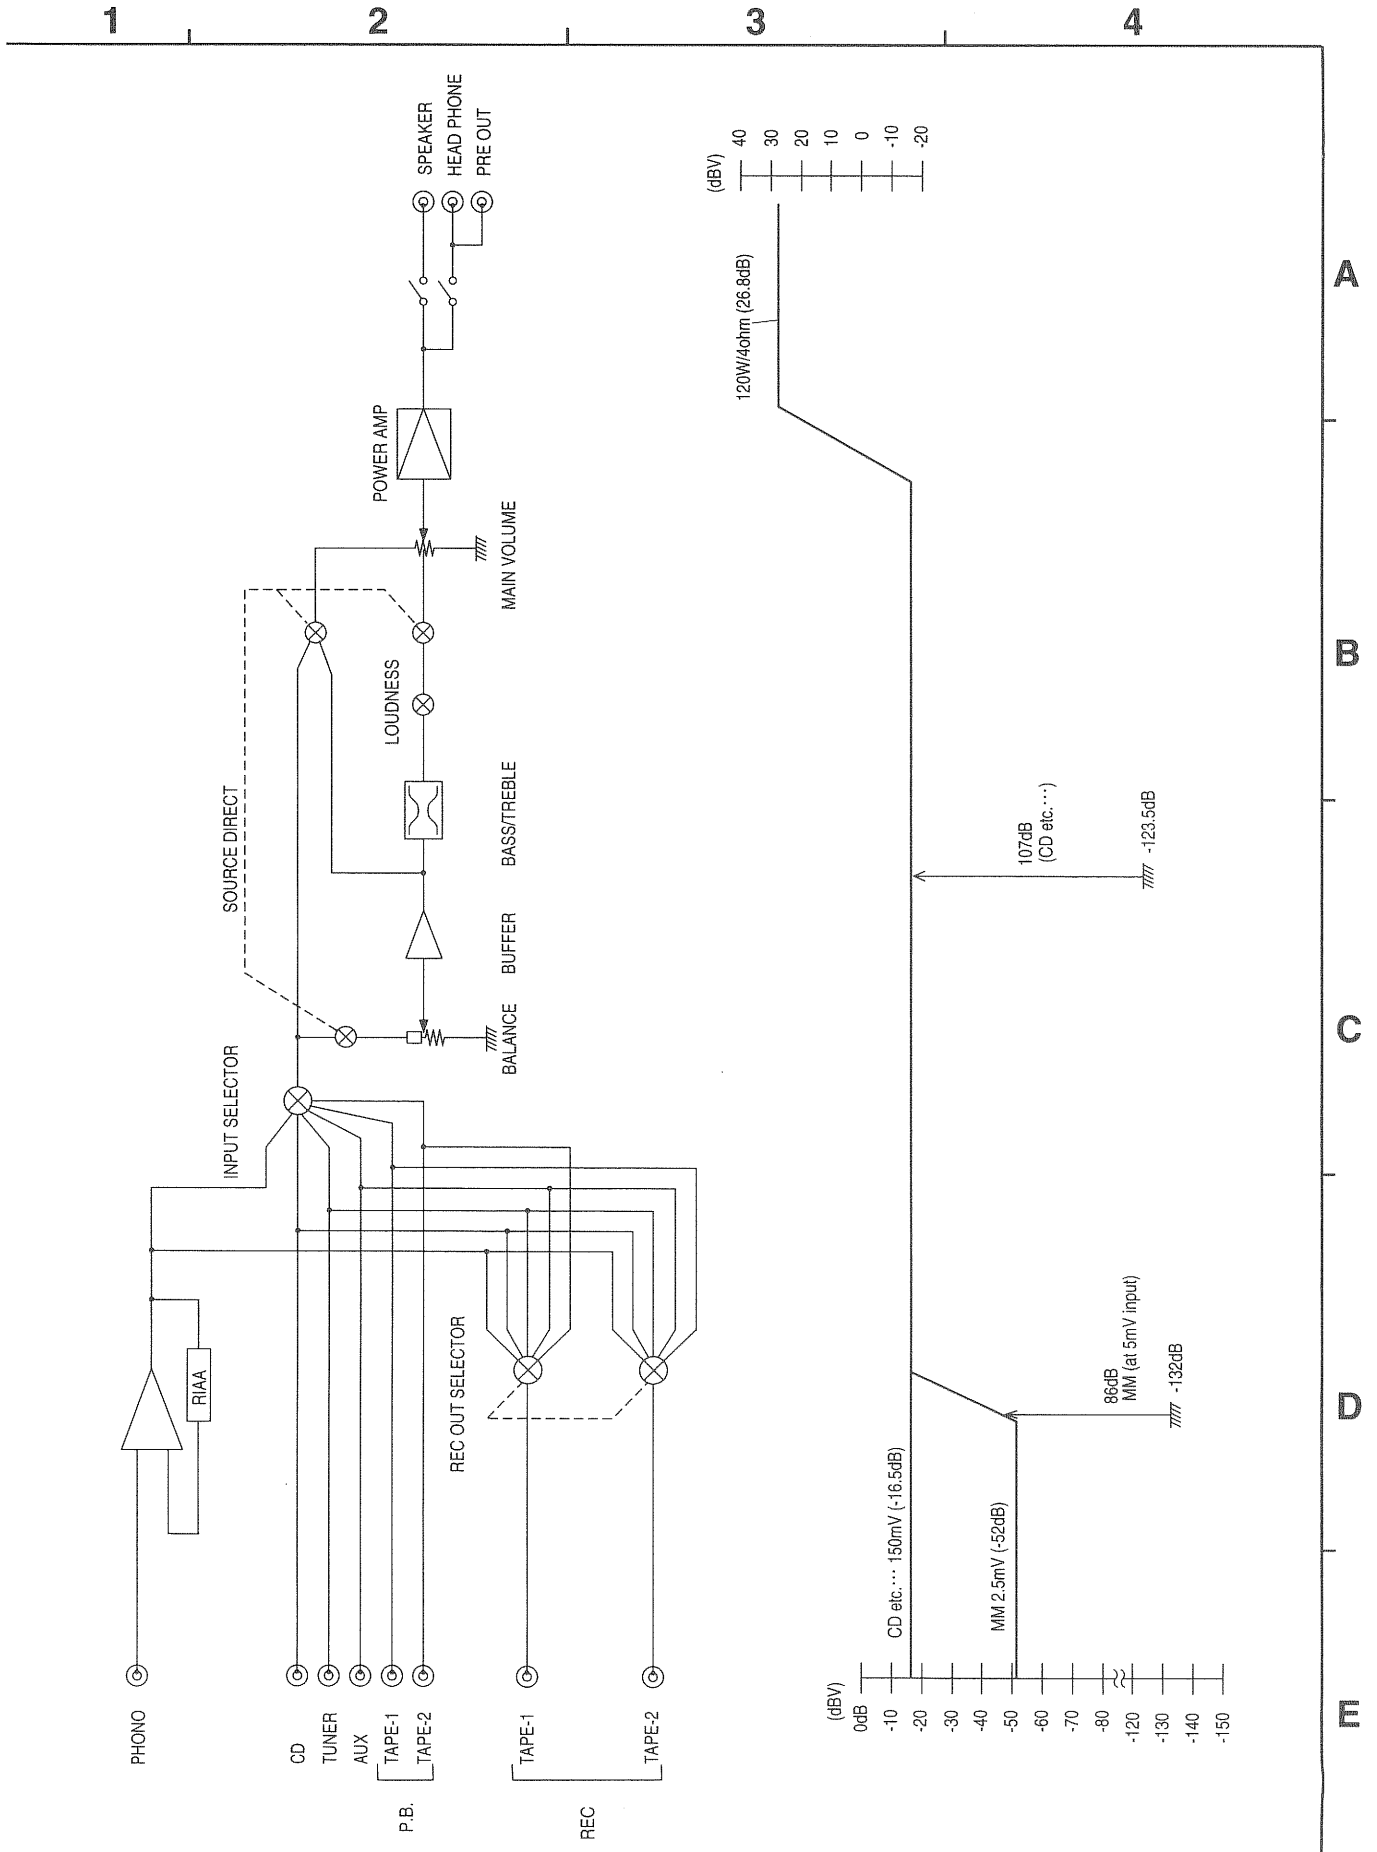 1
2
3
4
A
B
C
D
E
PHONO
RIAA
CD
TUNER
AUX
TAPE-1
TAPE-2
P.B.
TAPE-1
TAPE-2
REC
REC OUT SELECTOR
INPUT SELECTOR
SOURCE DIRECT
BALANCE
BUFFER
BASS/TREBLE
LOUDNESS
MAIN VOLUME
POWER AMP
SPEAKER
HEAD PHONE
PRE OUT
(dBV)
0dB
-10
-20
-30
-40
-50
-60
-70
-80
-120
-130
-140
-150
CD etc.··· 150mV (-16.5dB)
MM 2.5mV (-52dB)
86dB
MM (at 5mV input)
-132dB
107dB
(CD etc.···)
-123.5dB
120W/4ohm (26.8dB)
(dBV)
40
30
20
10
0
-10
-20